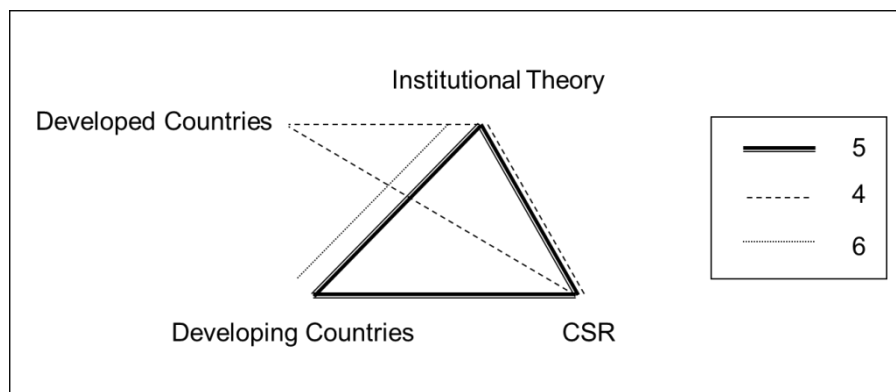 Institutional Theory
Developed Countries
5
4
6
Developing Countries
CSR